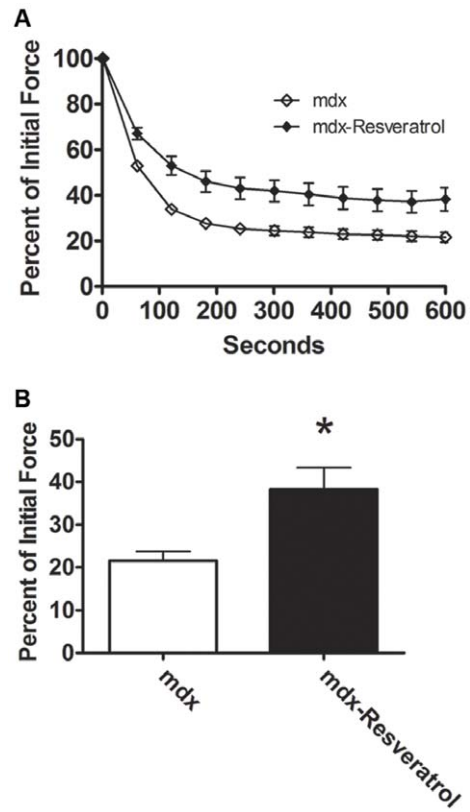 A
Percent of Initial Force
100
80
60
40
20
0
mdx
mdx-Resveratrol
0 100 200 300 400 500 600
Seconds
B
Percent of Initial Force
50
40
30
20
10
0
*
mdx
mdx-Resveratrol